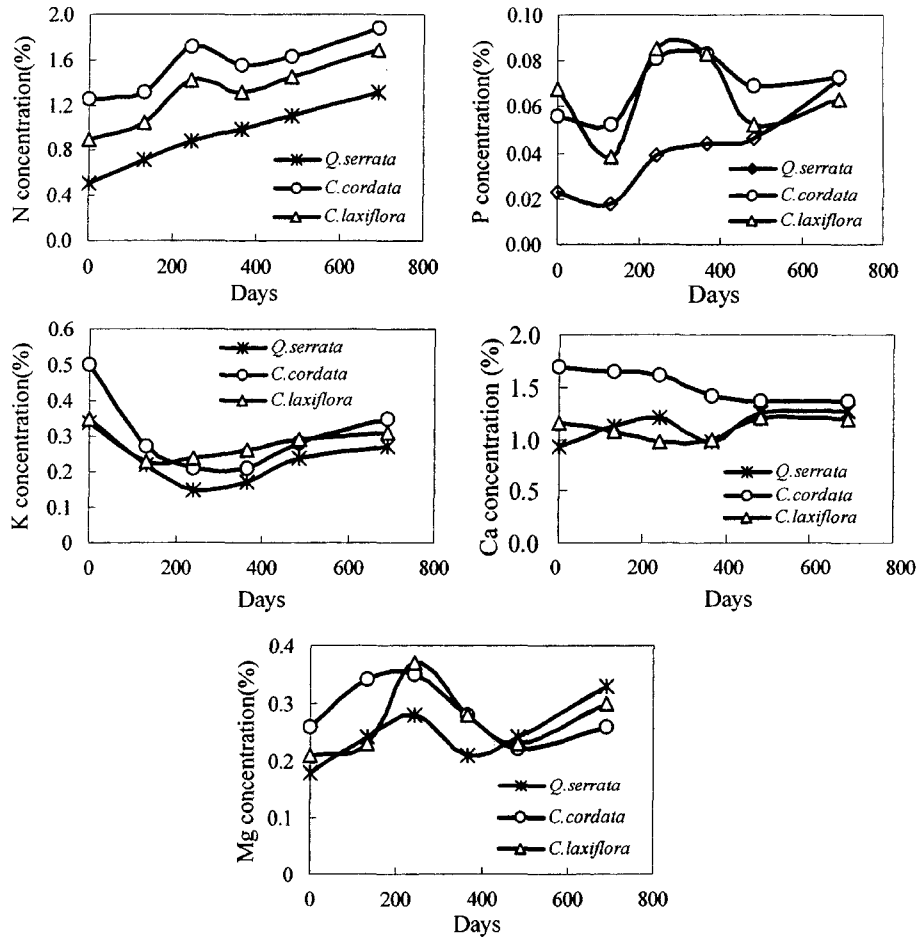 N concentration(%)
2.0
1.6
1.2
0.8
0.4
0.0
Q.serrata
C.cordata
C.laxiflora
0 200 400 600 800
Days
P concentration(%)
0.10
0.08
0.06
0.04
0.02
0.00
Q.serrata
C.cordata
C.laxiflora
0 200 400 600 800
Days
K concentration(%)
0.6
0.5
0.4
0.3
0.2
0.1
0
Q.serrata
C.cordata
C.laxiflora
0 200 400 600 800
Days
Ca concentration (%)
2.0
1.5
1.0
0.5
0.0
Q.serrata
C.cordata
C.laxiflora
0 200 400 600 800
Days
Mg concentration(%)
0.4
0.3
0.2
0.1
0
Q.serrata
C.cordata
C.laxiflora
0 200 400 600 800
Days